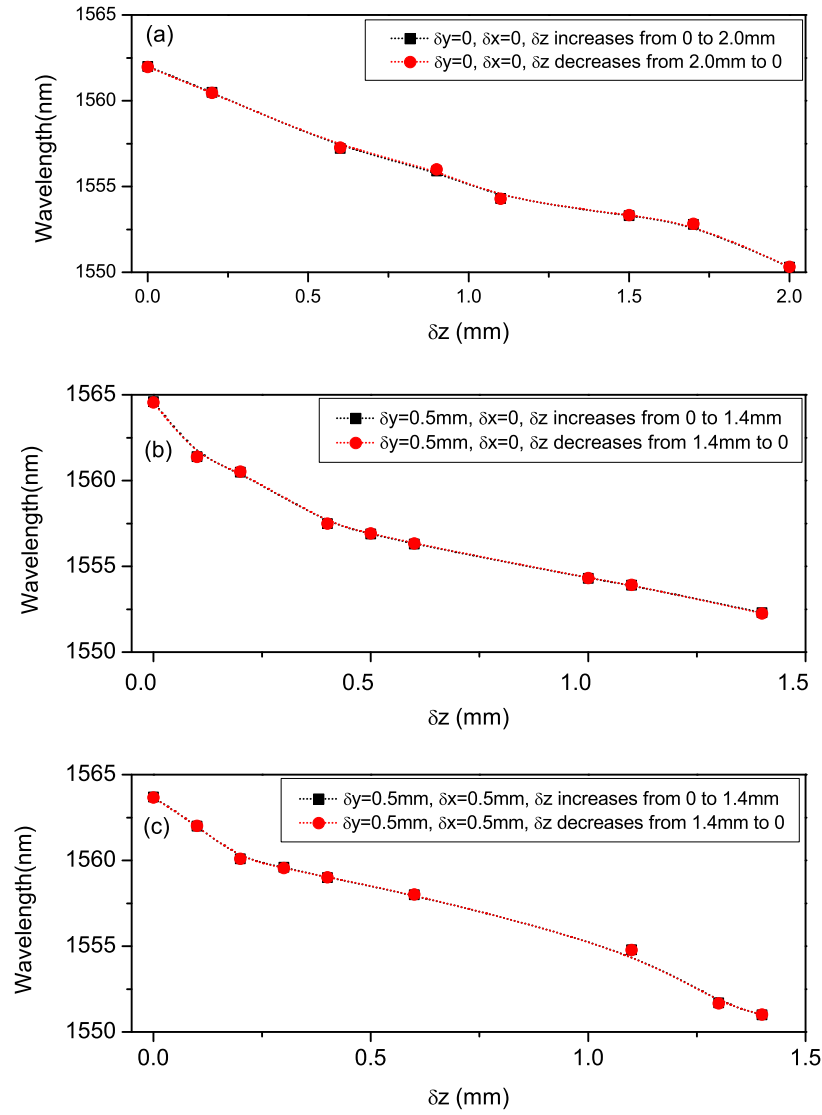 (a)
δy=0, δx=0, δz increases from 0 to 2.0mm
δy=0, δx=0, δz decreases from 2.0mm to 0
Wavelength(nm)
1565
1560
1555
1550
0.0 0.5 1.0 1.5 2.0
δz (mm)
(b)
δy=0.5mm, δx=0, δz increases from 0 to 1.4mm
δy=0.5mm, δx=0, δz decreases from 1.4mm to 0
Wavelength(nm)
1565
1560
1555
1550
0.0 0.5 1.0 1.5
δz (mm)
(c)
δy=0.5mm, δx=0.5mm, δz increases from 0 to 1.4mm
δy=0.5mm, δx=0.5mm, δz decreases from 1.4mm to 0
Wavelength(nm)
1565
1560
1555
1550
0.0 0.5 1.0 1.5
δz (mm)